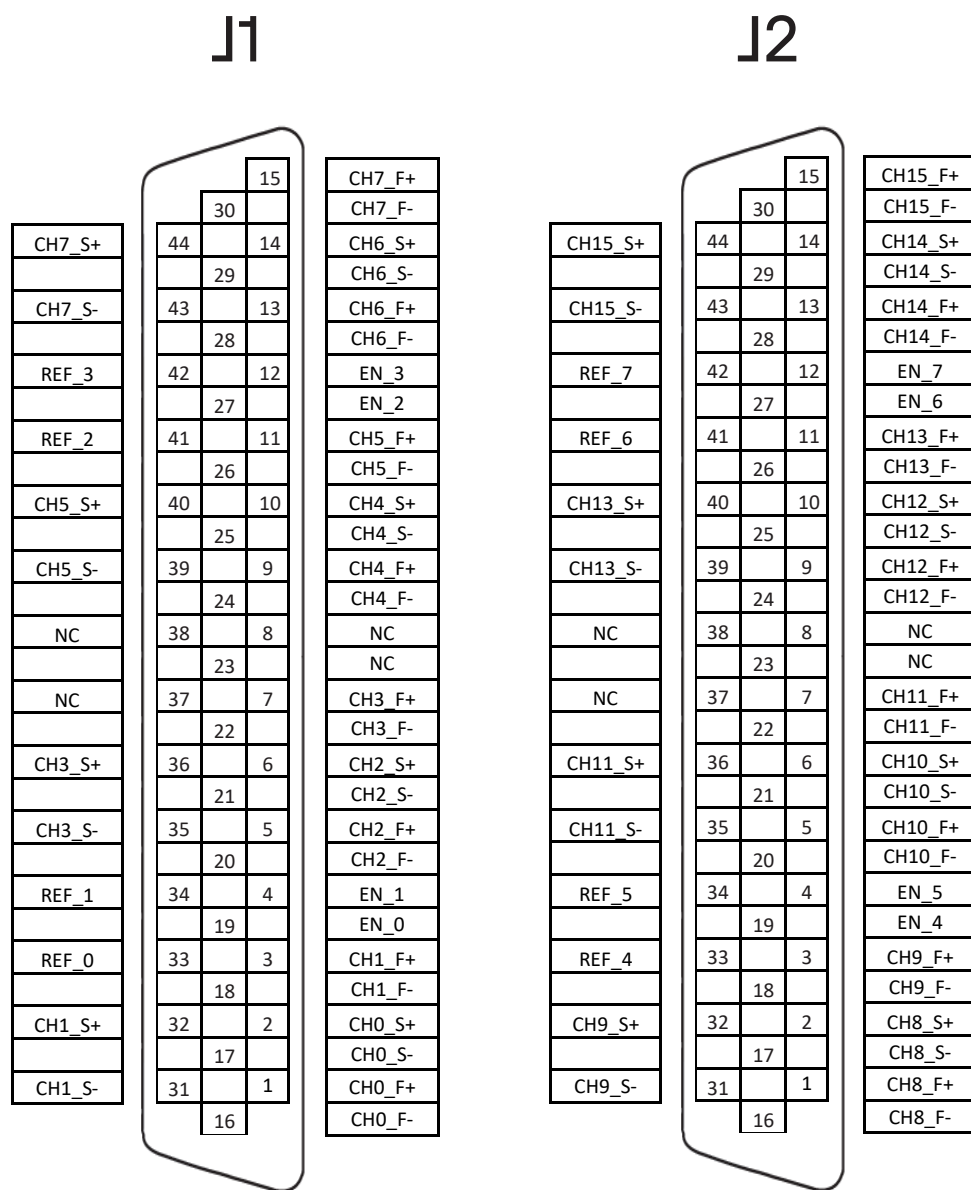 J1 J2
15 CH7_F+ 15 CH15_F+
30 CH7_F- 30 CH15_F-
CH7_S+ 44 14 CH6_S+ CH15_S+ 44 14 CH14_S+
29 CH6_S- 29 CH14_S-
CH7_S- 43 13 CH6_F+ CH15_S- 43 13 CH14_F+
28 CH6_F- 28 CH14_F-
REF_3 42 12 EN_3 REF_7 42 12 EN_7
27 EN_2 27 EN_6
REF_2 41 11 CH5_F+ REF_6 41 11 CH13_F+
26 CH5_F- 26 CH13_F-
CH5_S+ 40 10 CH4_S+ CH13_S+ 40 10 CH12_S+
25 CH4_S- 25 CH12_S-
CH5_S- 39 9 CH4_F+ CH13_S- 39 9 CH12_F+
24 CH4_F- 24 CH12_F-
NC 38 8 NC NC 38 8 NC
23 NC 23 NC
NC 37 7 CH3_F+ NC 37 7 CH11_F+
22 CH3_F- 22 CH11_F-
CH3_S+ 36 6 CH2_S+ CH11_S+ 36 6 CH10_S+
21 CH2_S- 21 CH10_S-
CH3_S- 35 5 CH2_F+ CH11_S- 35 5 CH10_F+
20 CH2_F- 20 CH10_F-
REF_1 34 4 EN_1 REF_5 34 4 EN_5
19 EN_0 19 EN_4
REF_0 33 3 CH1_F+ REF_4 33 3 CH9_F+
18 CH1_F- 18 CH9_F-
CH1_S+ 32 2 CH0_S+ CH9_S+ 32 2 CH8_S+
17 CH0_S- 17 CH8_S-
CH1_S- 31 1 CH0_F+ CH9_S- 31 1 CH8_F+
16 CH0_F- 16 CH8_F-